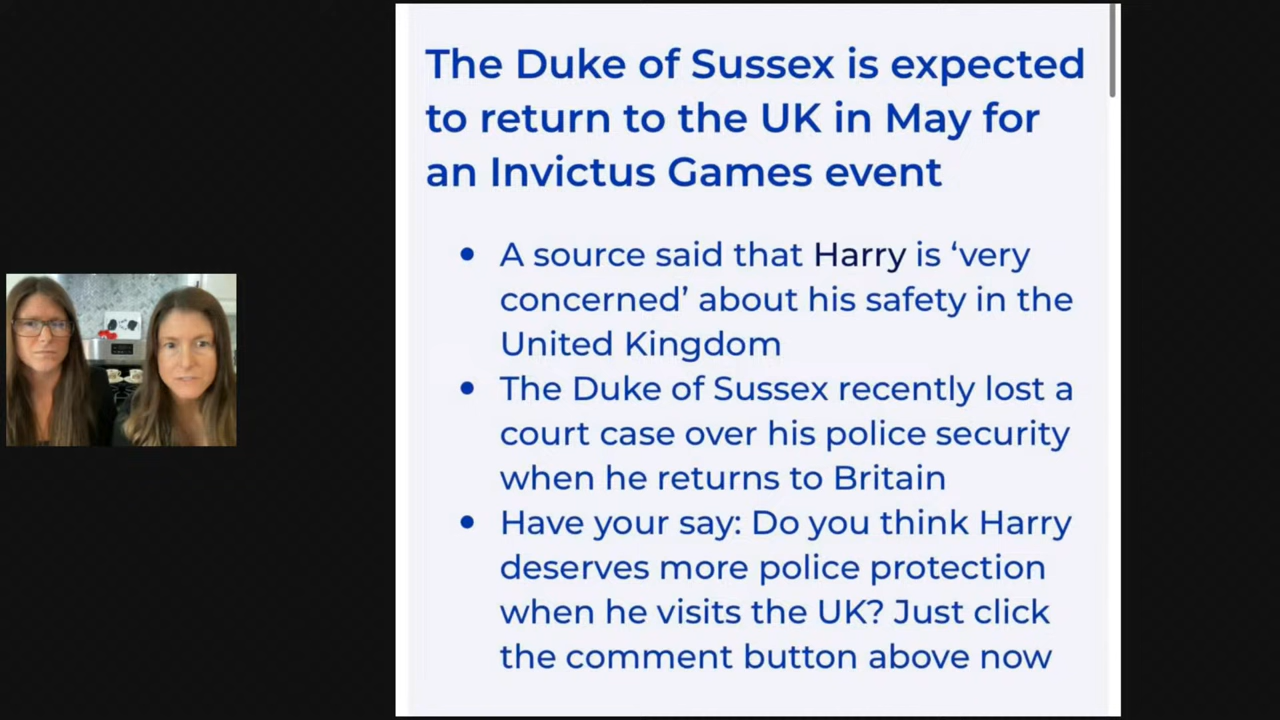 The Duke of Sussex is expected
to return to the UK in May for
an Invictus Games event
• A source said that Harry is ‘very
concerned’ about his safety in the
United Kingdom
• The Duke of Sussex recently lost a
court case over his police security
when he returns to Britain
• Have your say: Do you think Harry
deserves more police protection
when he visits the UK? Just click
the comment button above now